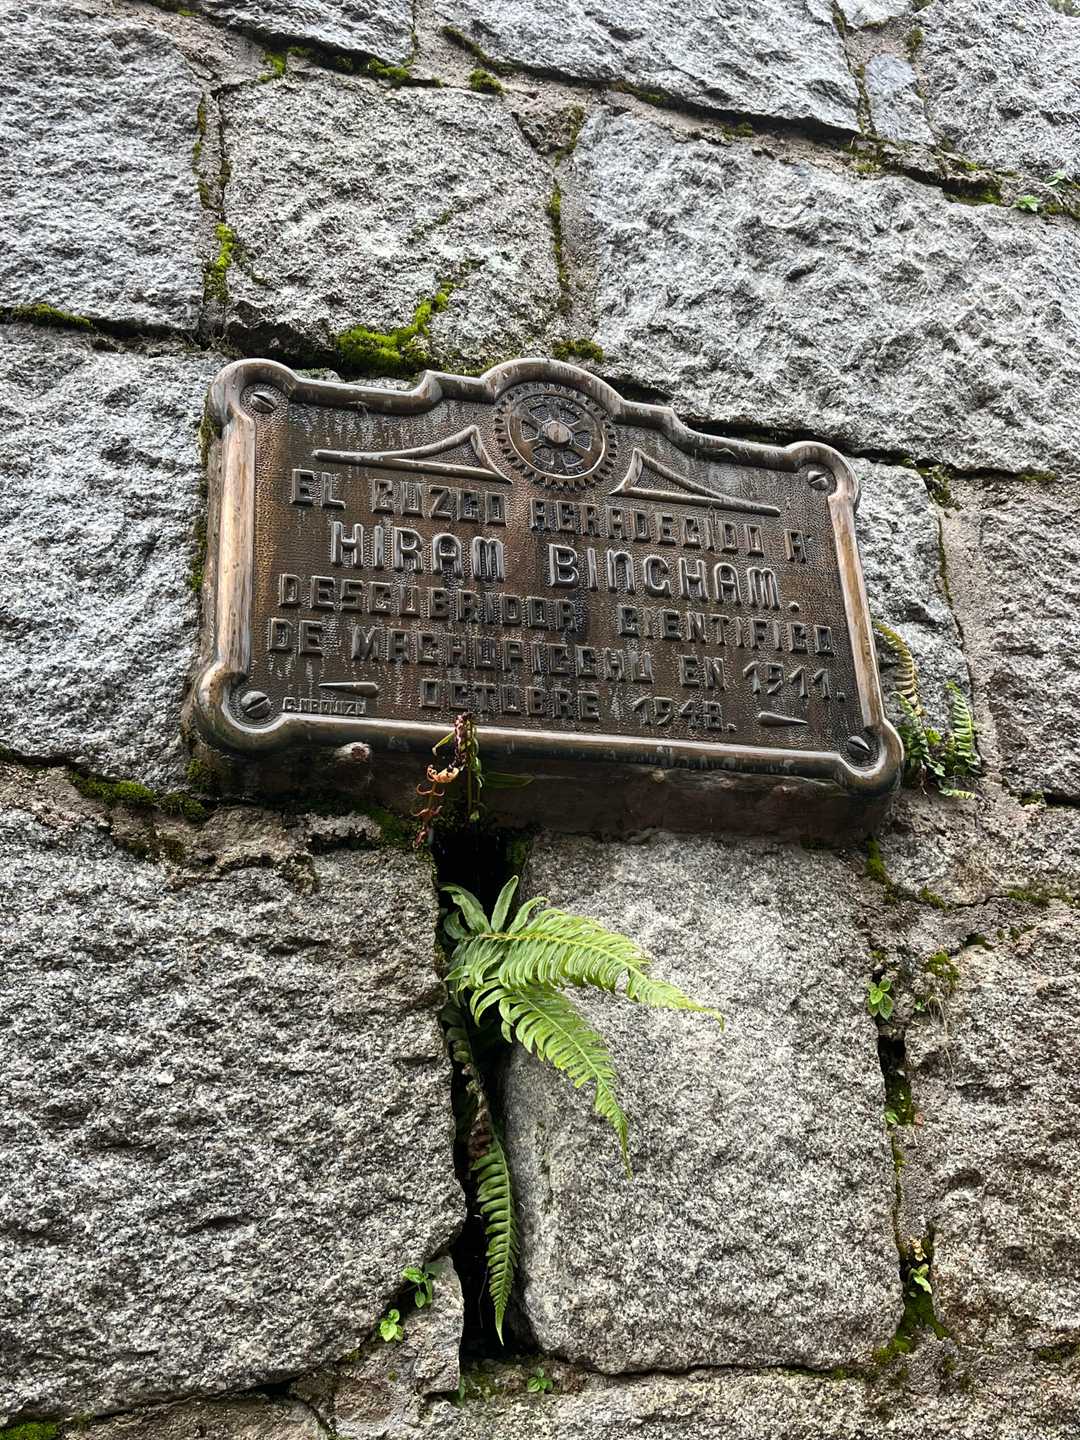 EL CUZCO AGRADECIDO A
HIRAM BINGHAM.
DESCUBRIDOR CIENTIFICO
DE MACHUPICCHU EN 1911.
OCTUBRE 1948.